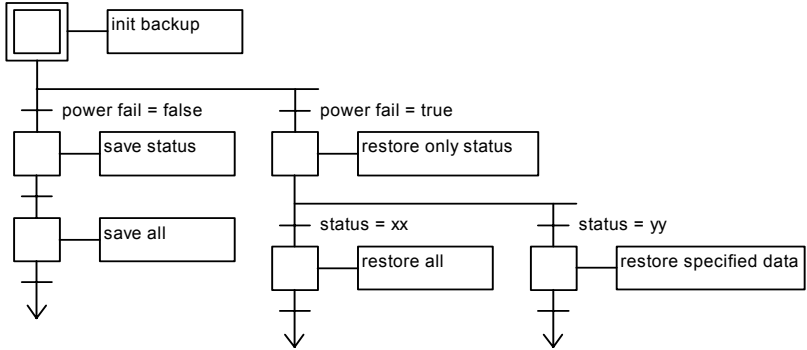 init backup
power fail = false
power fail = true
save status
restore only status
status = xx
status = yy
save all
restore all
restore specified data